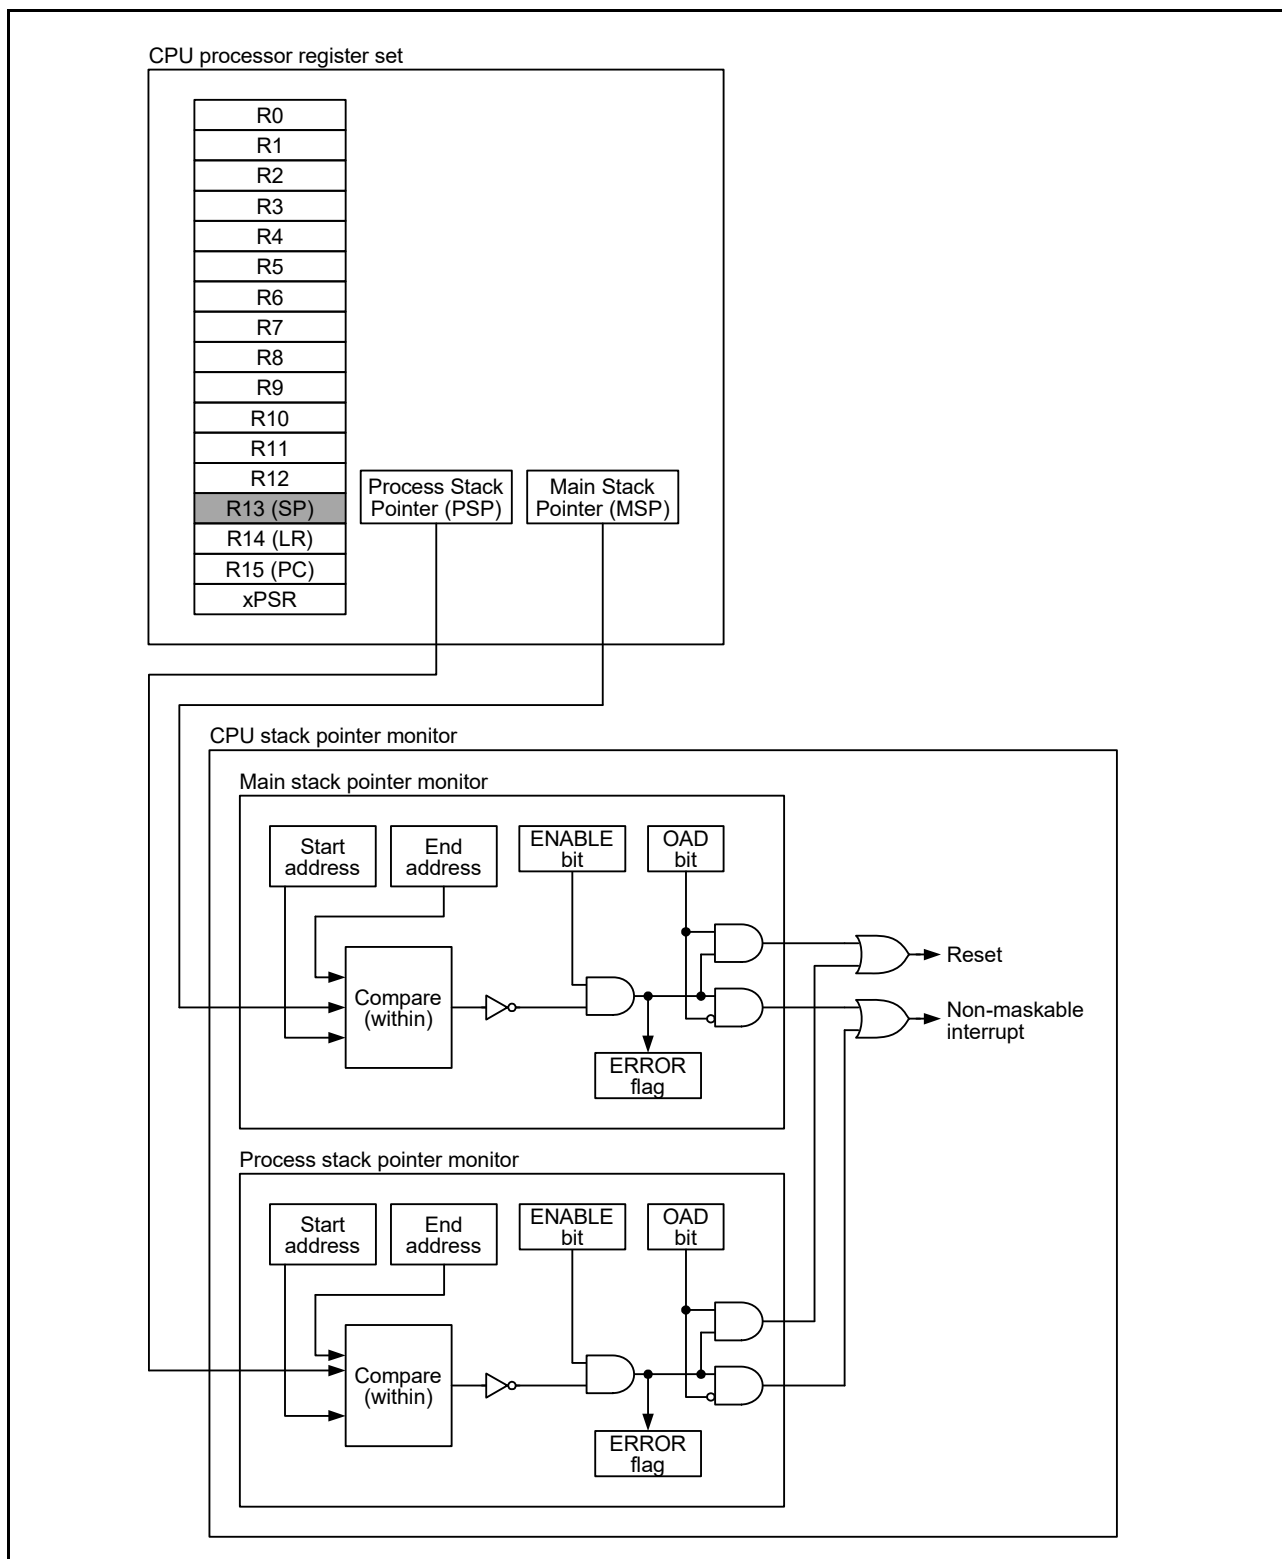 CPU processor register set
R0
R1
R2
R3
R4
R5
R6
R7
R8
R9
R10
R11
R12
R13 (SP)
R14 (LR)
R15 (PC)
xPSR
Process Stack
Pointer (PSP)
Main Stack
Pointer (MSP)
CPU stack pointer monitor
Main stack pointer monitor
Start
address
End
address
ENABLE
bit
OAD
bit
Compare
(within)
ERROR
flag
Reset
Non-maskable
interrupt
Process stack pointer monitor
Start
address
End
address
ENABLE
bit
OAD
bit
Compare
(within)
ERROR
flag